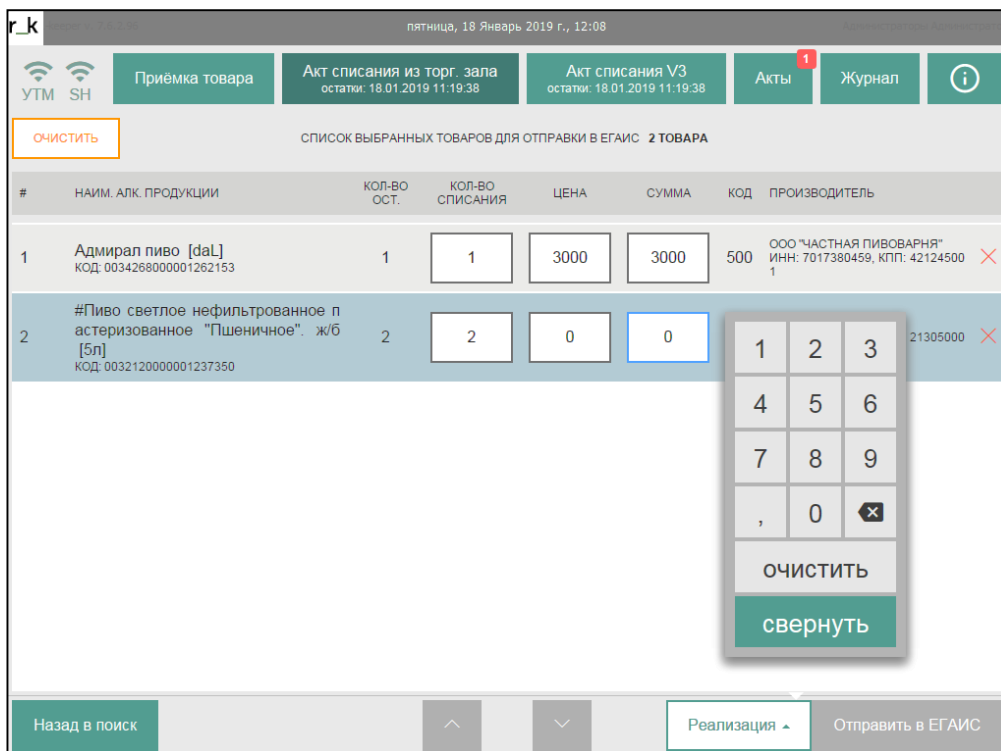 r_k
пятница, 18 Январь 2019 г., 12:08
УТМ SH
Приёмка товара
Акт списания из торг. зала
остатки: 18.01.2019 11:19:38
Акт списания V3
остатки: 18.01.2019 11:19:38
Акты 1
Журнал
ОЧИСТИТЬ
СПИСОК ВЫБРАННЫХ ТОВАРОВ ДЛЯ ОТПРАВКИ В ЕГАИС 2 ТОВАРА
# НАИМ. АЛК. ПРОДУКЦИИ КОЛ-ВО ОСТ. КОЛ-ВО СПИСАНИЯ ЦЕНА СУММА КОД ПРОИЗВОДИТЕЛЬ
1 Адмирал пиво [daL] 1 1 3000 3000 500 ООО "ЧАСТНАЯ ПИВОВАРНЯ"
КОД: 0034268000001262153 ИНН: 7017380459, КПП: 42124500
1
#Пиво светлое нефильтрованное п
2 астеризованное "Пшеничное". ж/б 2 2 0 0 21305000
[5л]
КОД: 0032120000001237350
1 2 3
4 5 6
7 8 9
, 0
очистить
свернуть
Назад в поиск
Реализация
Отправить в ЕГАИС